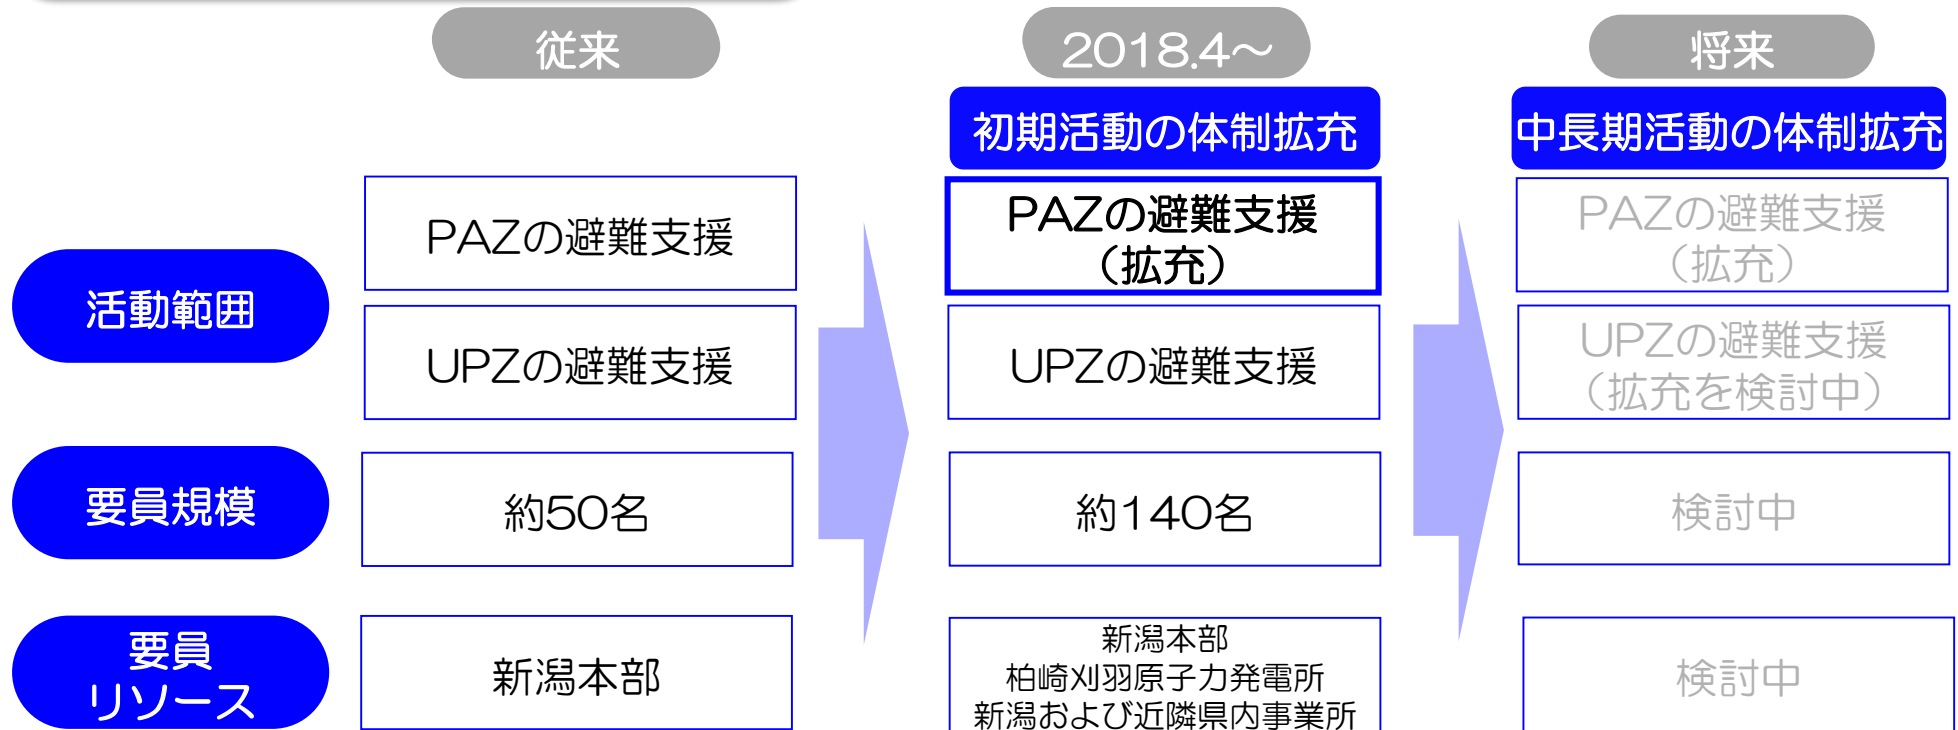 従来
2018.4～
将来
初期活動の体制拡充
中長期活動の体制拡充
活動範囲
PAZの避難支援
PAZの避難支援
（拡充）
PAZの避難支援
（拡充）
UPZの避難支援
UPZの避難支援
UPZの避難支援
（拡充を検討中）
要員規模
約50名
約140名
検討中
要員
リソース
新潟本部
新潟本部
柏崎刈羽原子力発電所
新潟および近隣県内事業所
検討中